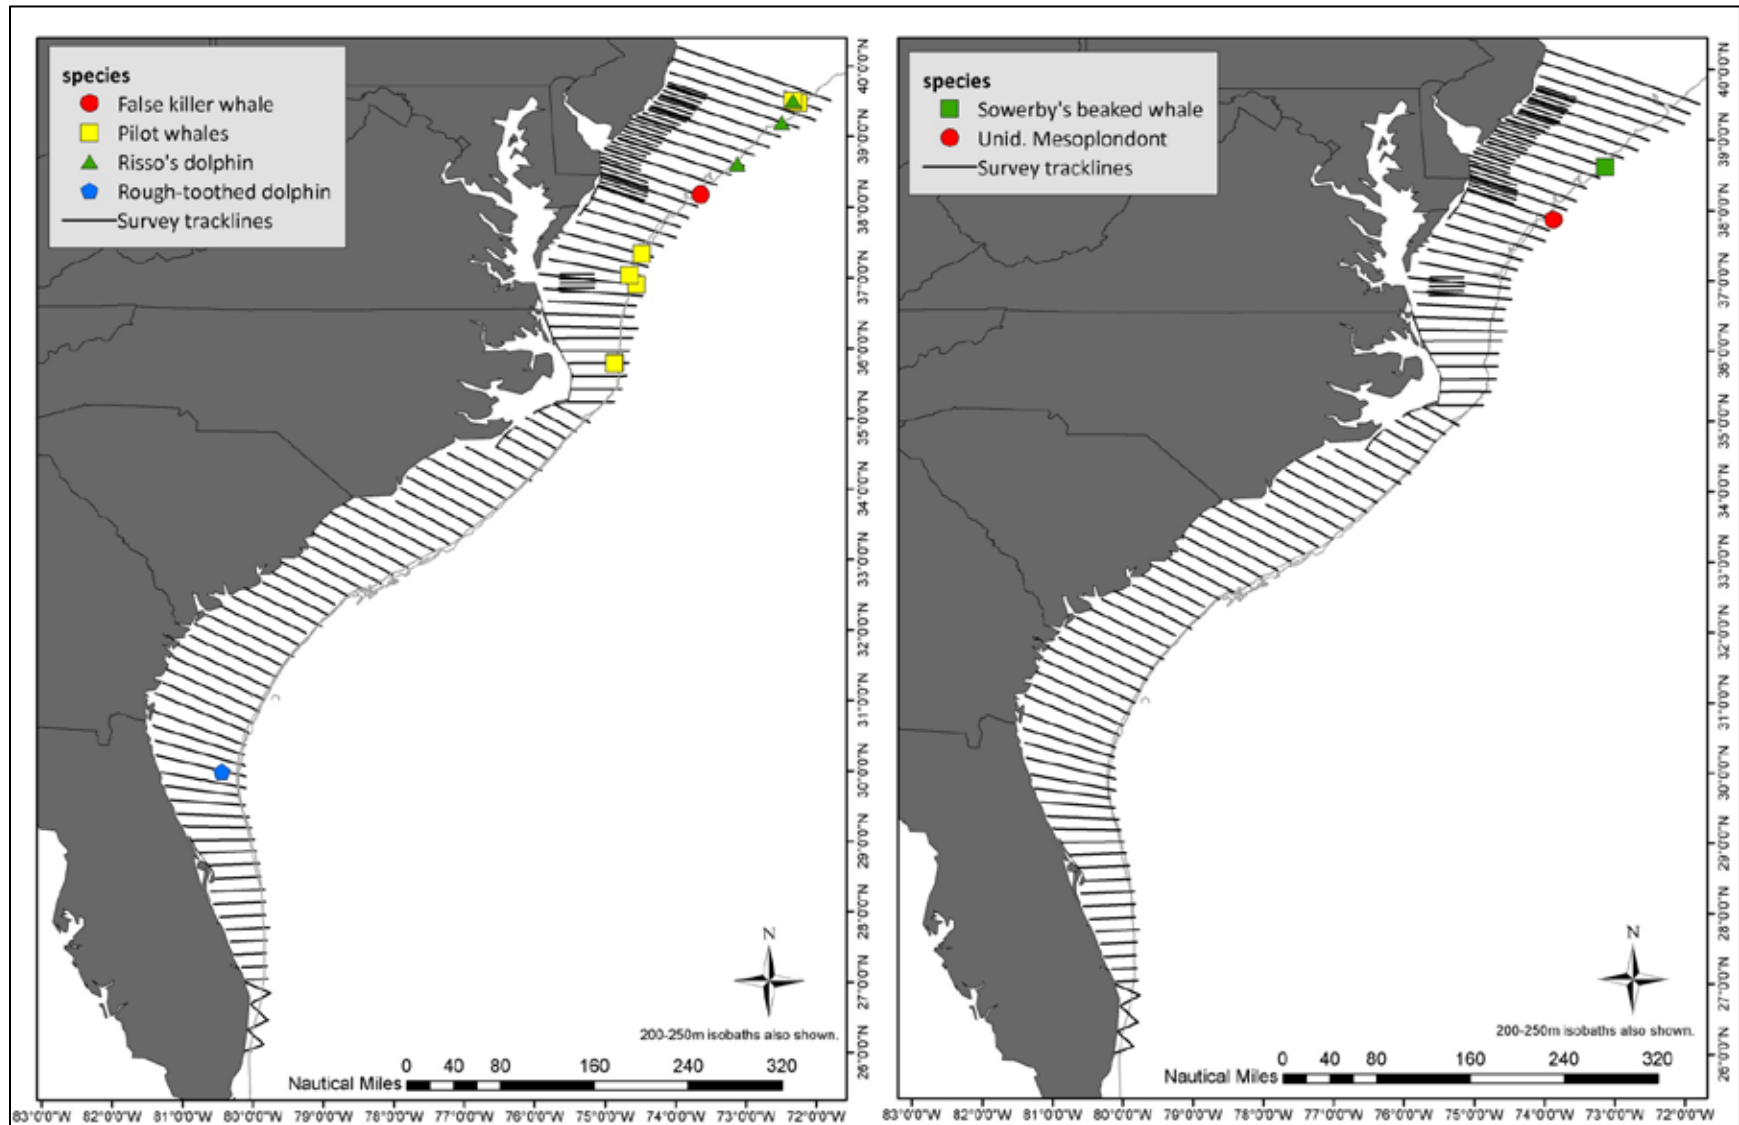 species
False killer whale
Pilot whales
Risso's dolphin
Rough-toothed dolphin
Survey tracklines
40°0'0"N
39°0'0"N
38°0'0"N
37°0'0"N
36°0'0"N
35°0'0"N
34°0'0"N
33°0'0"N
32°0'0"N
31°0'0"N
30°0'0"N
29°0'0"N
28°0'0"N
27°0'0"N
26°0'0"N
N
200-250m isobaths also shown.
0 40 80 160 240 320
Nautical Miles
83°0'0"W 82°0'0"W 81°0'0"W 80°0'0"W 78°0'0"W 77°0'0"W 76°0'0"W 75°0'0"W 74°0'0"W 73°0'0"W 72°0'0"W
species
Sowerby's beaked whale
Unid. Mesoplondont
Survey tracklines
40°0'0"N
39°0'0"N
38°0'0"N
37°0'0"N
36°0'0"N
35°0'0"N
34°0'0"N
33°0'0"N
32°0'0"N
31°0'0"N
30°0'0"N
29°0'0"N
28°0'0"N
27°0'0"N
26°0'0"N
N
200-250m isobaths also shown.
0 40 80 160 240 320
Nautical Miles
83°0'0"W 82°0'0"W 81°0'0"W 80°0'0"W 79°0'0"W 78°0'0"W 77°0'0"W 76°0'0"W 75°0'0"W 74°0'0"W 73°0'0"W 72°0'0"W